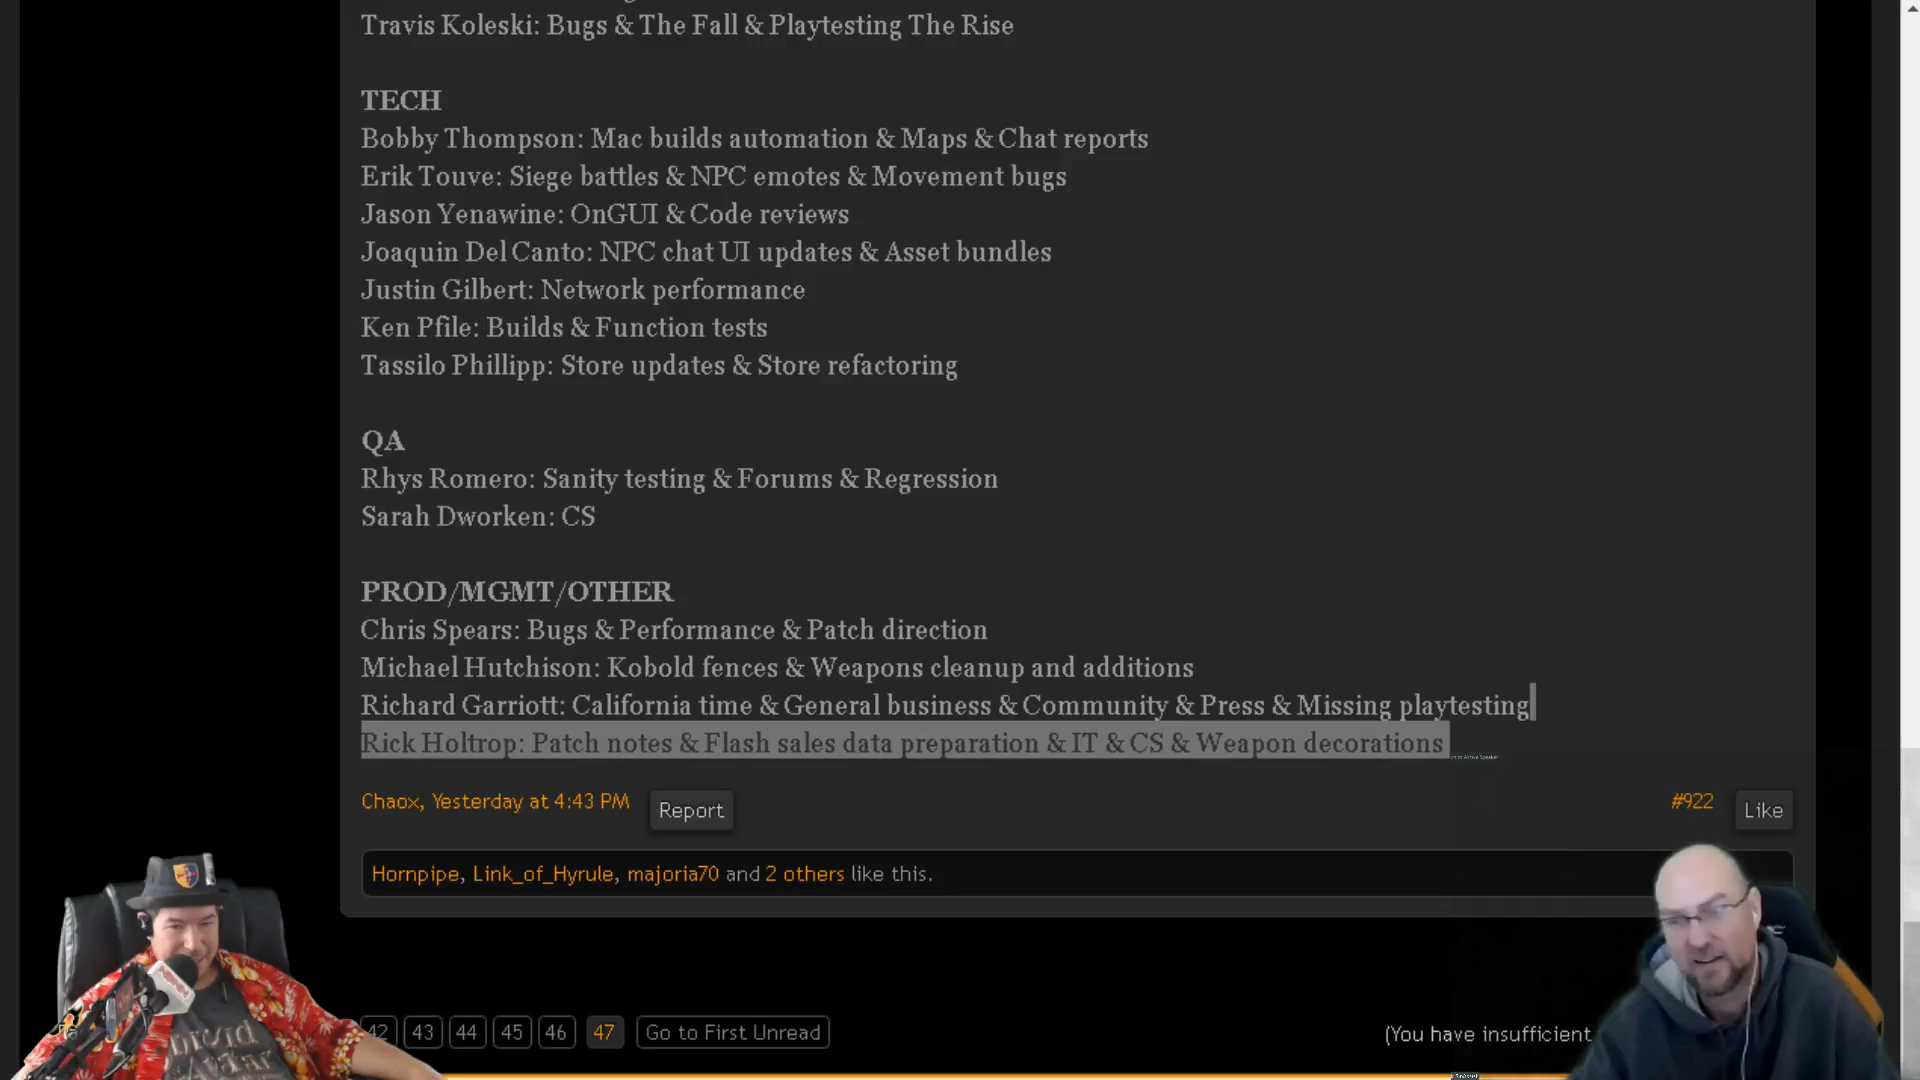 Travis Koleski: Bugs & The Fall & Playtesting The Rise
TECH
Bobby Thompson: Mac builds automation & Maps & Chat reports
Erik Touve: Siege battles & NPC emotes & Movement bugs
Jason Yenawine: OnGUI & Code reviews
Joaquin Del Canto: NPC chat UI updates & Asset bundles
Justin Gilbert: Network performance
Ken Pfile: Builds & Function tests
Tassilo Phillipp: Store updates & Store refactoring
QA
Rhys Romero: Sanity testing & Forums & Regression
Sarah Dworken: CS
PROD/MGMT/OTHER
Chris Spears: Bugs & Performance & Patch direction
Michael Hutchison: Kobold fences & Weapons cleanup and additions
Richard Garriott: California time & General business & Community & Press & Missing playtesting
Rick Holtrop: Patch notes & Flash sales data preparation & IT & CS & Weapon decorations
Chaox, Yesterday at 4:43 PM Report #922 Like
Hornpipe, Link_of_Hyrule, majoria70 and 2 others like this.
42 43 44 45 46 47 Go to First Unread (You have insufficient